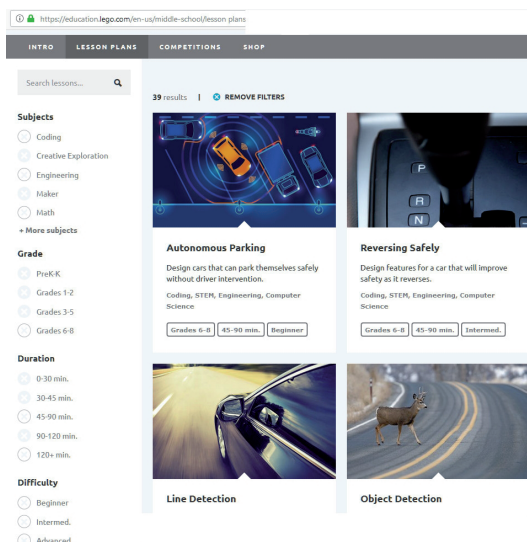 https://education.lego.com/en-us/middle-school/lesson plans
INTRO LESSON PLANS COMPETITIONS SHOP
Search lessons...
39 results | REMOVE FILTERS
Subjects
Coding
Creative Exploration
Engineering
Maker
Math
+ More subjects
Grade
PreK-K
Grades 1-2
Grades 3-5
Grades 6-8
Duration
0-30 min.
30-45 min.
45-90 min.
90-120 min.
120+ min.
Difficulty
Beginner
Intermed.
Advanced
Autonomous Parking
Design cars that can park themselves safely
without driver intervention.
Coding, STEM, Engineering, Computer
Science
Grades 6-8 45-90 min. Beginner
P
R
N
Reversing Safely
Design features for a car that will improve
safety as it reverses.
Coding, STEM, Engineering, Computer
Science
Grades 6-8 45-90 min. Intermed.
Line Detection
Object Detection